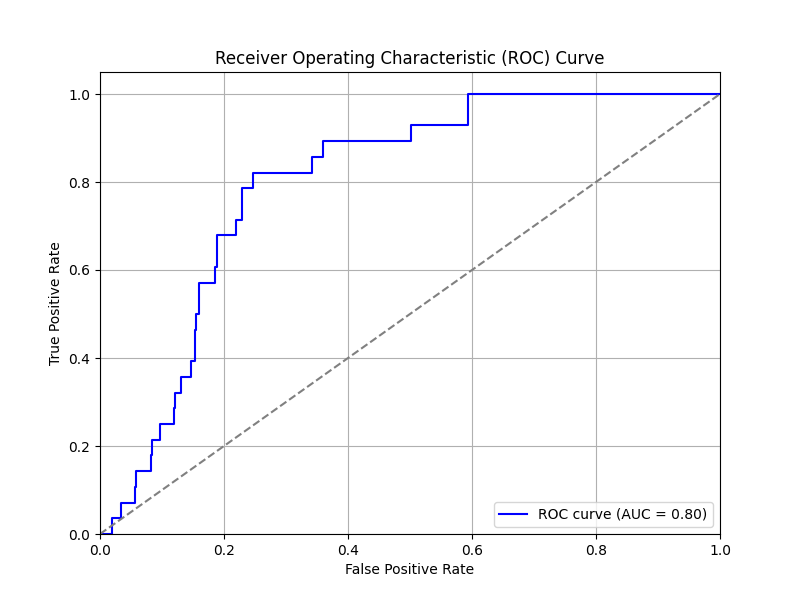 Receiver Operating Characteristic (ROC) Curve
True Positive Rate
1.0
0.8
0.6
0.4
0.2
0.0
ROC curve (AUC = 0.80)
0.0 0.2 0.4 0.6 0.8 1.0
False Positive Rate